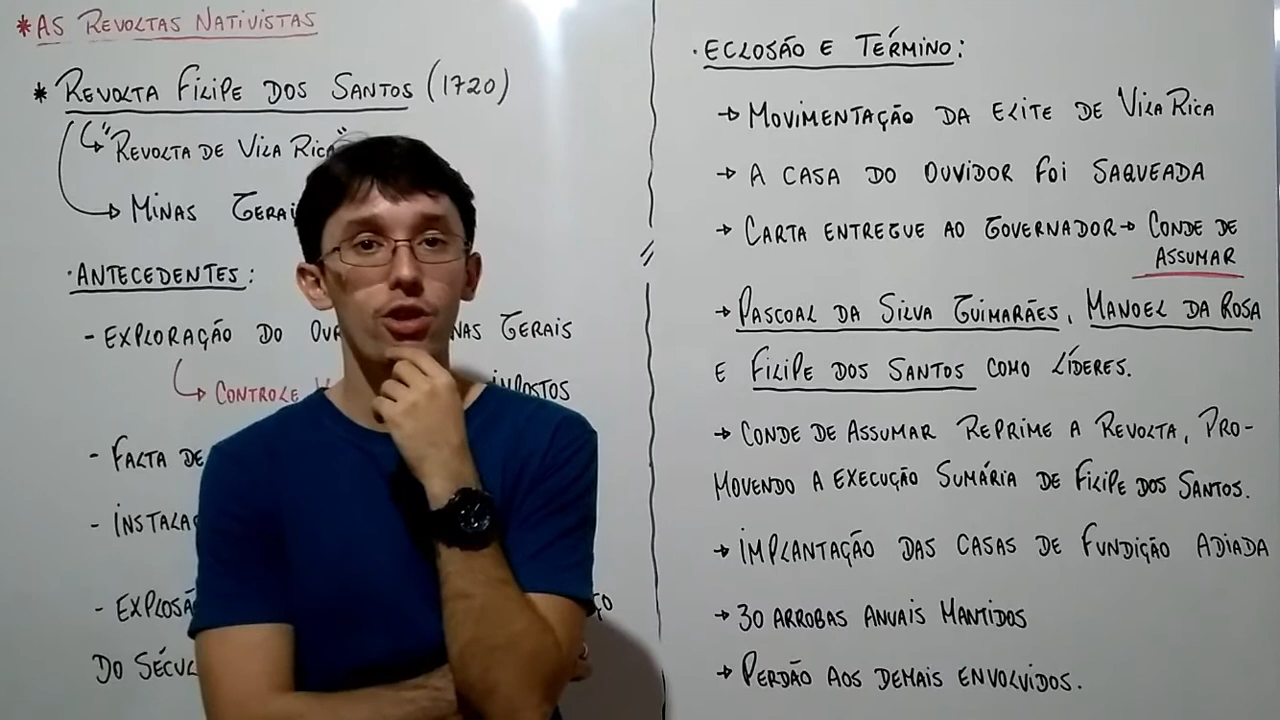 *AS REVOLTAS NATIVISTAS
* REVOLTA FILIPE DOS SANTOS (1720)
↳ "REVOLTA DE VILA RICA"
→ MINAS GERAI
·ANTECEDENTES:
- EXPLORAÇÃO DO OUR NAS GERAIS
↳ CONTROLE IMPOSTOS
- FALTA DE
- INSTALA
- EXPLOSÃ ÇO
DO SÉCUL
·ECLOSÃO E TÉRMINO:
→ MOVIMENTAÇÃO DA ELITE DE VILA RICA
→ A CASA DO OUVIDOR FOI SAQUEADA
→ CARTA ENTREGUE AO GOVERNADOR→ CONDE DE
ASSUMAR
→ PASCOAL DA SILVA GUIMARÃES, MANOEL DA ROSA
E FILIPE DOS SANTOS COMO LÍDERES.
→ CONDE DE ASSUMAR REPRIME A REVOLTA, PRO-
MOVENDO A EXECUÇÃO SUMÁRIA DE FILIPE DOS SANTOS.
→ IMPLANTAÇÃO DAS CASAS DE FUNDIÇÃO ADIADA
→ 30 ARROBAS ANUAIS MANTIDOS
→ PERDÃO AOS DEMAIS ENVOLVIDOS.